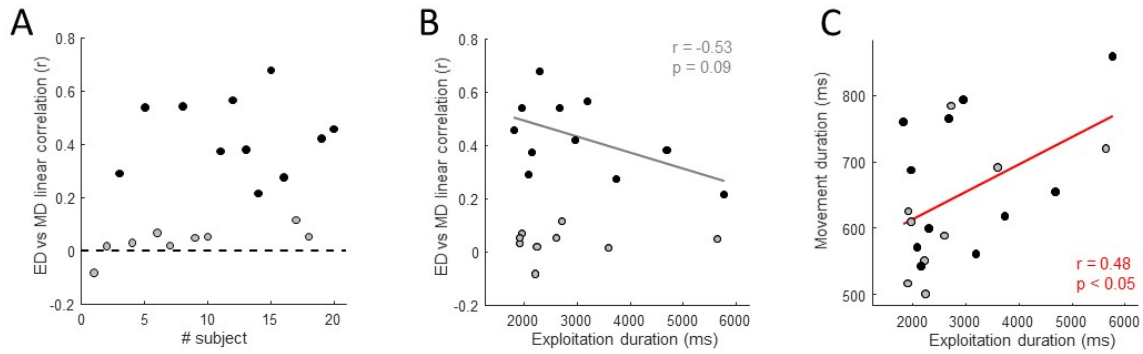 A
ED vs MD linear correlation (r)
0.8
0.6
0.4
0.2
0
-0.2
0
5
10
15
20
# subject
B
ED vs MD linear correlation (r)
0.8
0.6
0.4
0.2
0
-0.2
r = -0.53
p = 0.09
2000
3000
4000
5000
6000
Exploitation duration (ms)
C
Movement duration (ms)
800
700
600
500
r = 0.48
p < 0.05
2000
3000
4000
5000
6000
Exploitation duration (ms)